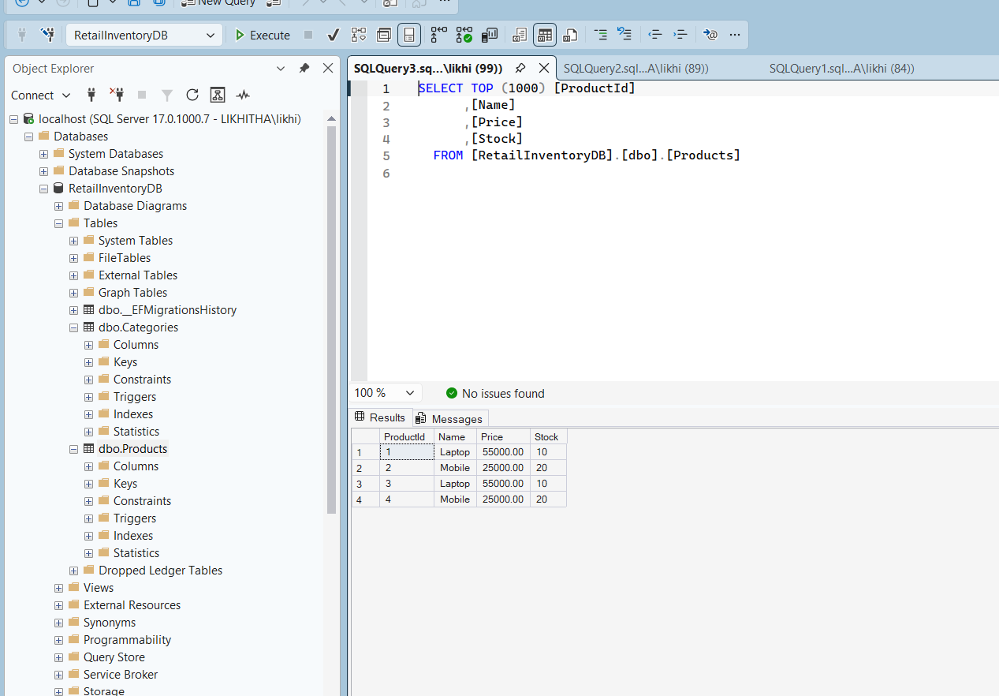 New Query
RetailInventoryDB
Execute
Object Explorer
Connect
localhost (SQL Server 17.0.1000.7 - LIKHITHA\likhi)
Databases
System Databases
Database Snapshots
RetailInventoryDB
Database Diagrams
Tables
System Tables
FileTables
External Tables
Graph Tables
dbo.__EFMigrationsHistory
dbo.Categories
Columns
Keys
Constraints
Triggers
Indexes
Statistics
dbo.Products
Columns
Keys
Constraints
Triggers
Indexes
Statistics
Dropped Ledger Tables
Views
External Resources
Synonyms
Programmability
Query Store
Service Broker
Storage
SQLQuery3.sq...\likhi (99)) SQLQuery2.sql...A\likhi (89)) SQLQuery1.sql...A\likhi (84))
1 SELECT TOP (1000) [ProductId]
2 ,[Name]
3 ,[Price]
4 ,[Stock]
5 FROM [RetailInventoryDB].[dbo].[Products]
6
100 % No issues found
Results Messages
ProductId Name Price Stock
1 1 Laptop 55000.00 10
2 2 Mobile 25000.00 20
3 3 Laptop 55000.00 10
4 4 Mobile 25000.00 20